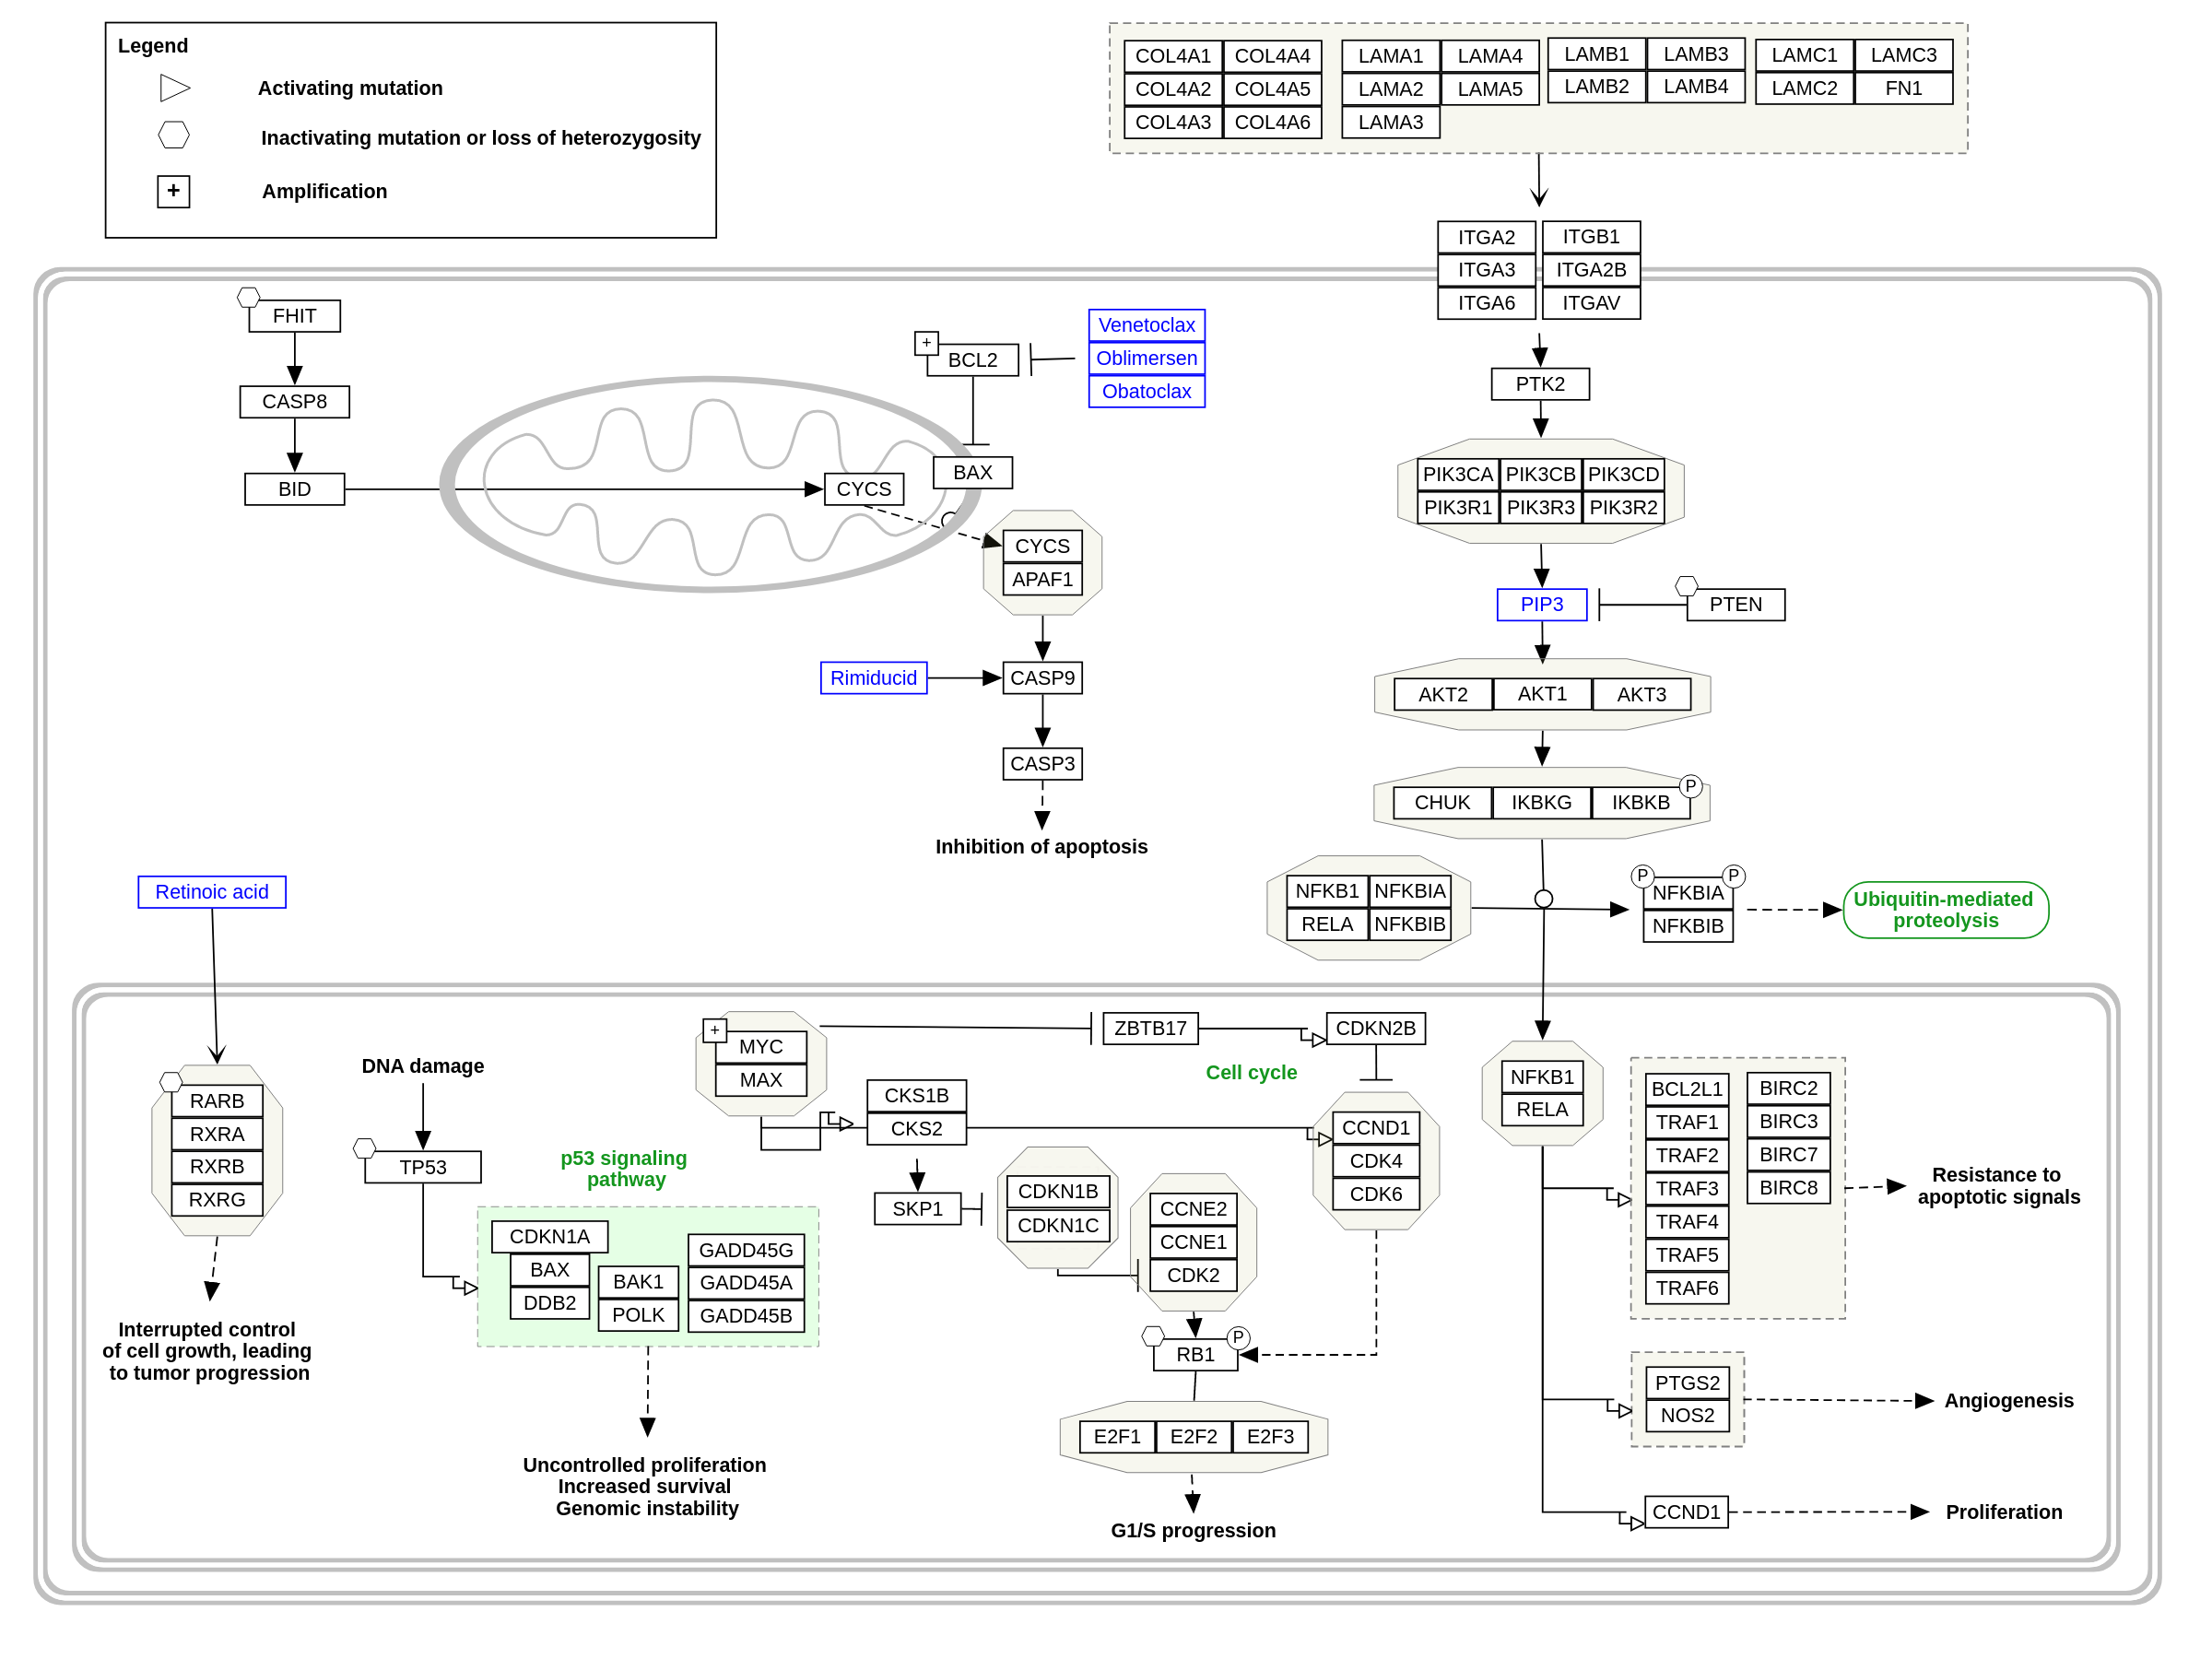 Legend
Activating mutation
Inactivating mutation or loss of heterozygosity
+
Amplification
COL4A1 COL4A4
COL4A2 COL4A5
COL4A3 COL4A6
LAMA1 LAMA4
LAMA2 LAMA5
LAMA3
LAMB1 LAMB3
LAMB2 LAMB4
LAMC1 LAMC3
LAMC2 FN1
ITGA2 ITGB1
ITGA3 ITGA2B
ITGA6 ITGAV
FHIT
CASP8
BID
+
BCL2
Venetoclax
Oblimersen
Obatoclax
BAX
CYCS
CYCS
APAF1
Rimiducid
CASP9
CASP3
Inhibition of apoptosis
PTK2
PIK3CA PIK3CB PIK3CD
PIK3R1 PIK3R3 PIK3R2
PIP3
PTEN
AKT2 AKT1 AKT3
CHUK IKBKG IKBKB
P
NFKB1 NFKBIA
RELA NFKBIB
P P
NFKBIA
NFKBIB
Ubiquitin-mediated
proteolysis
Retinoic acid
RARB
RXRA
RXRB
RXRG
Interrupted control
of cell growth, leading
to tumor progression
DNA damage
TP53
p53 signaling
pathway
CDKN1A
BAX
DDB2
BAK1
POLK
GADD45G
GADD45A
GADD45B
Uncontrolled proliferation
Increased survival
Genomic instability
+
MYC
MAX
ZBTB17
CDKN2B
Cell cycle
CKS1B
CKS2
SKP1
CDKN1B
CDKN1C
CCNE2
CCNE1
CDK2
CCND1
CDK4
CDK6
RB1
P
E2F1 E2F2 E2F3
G1/S progression
NFKB1
RELA
BCL2L1
TRAF1
TRAF2
TRAF3
TRAF4
TRAF5
TRAF6
BIRC2
BIRC3
BIRC7
BIRC8
Resistance to
apoptotic signals
PTGS2
NOS2
Angiogenesis
CCND1
Proliferation